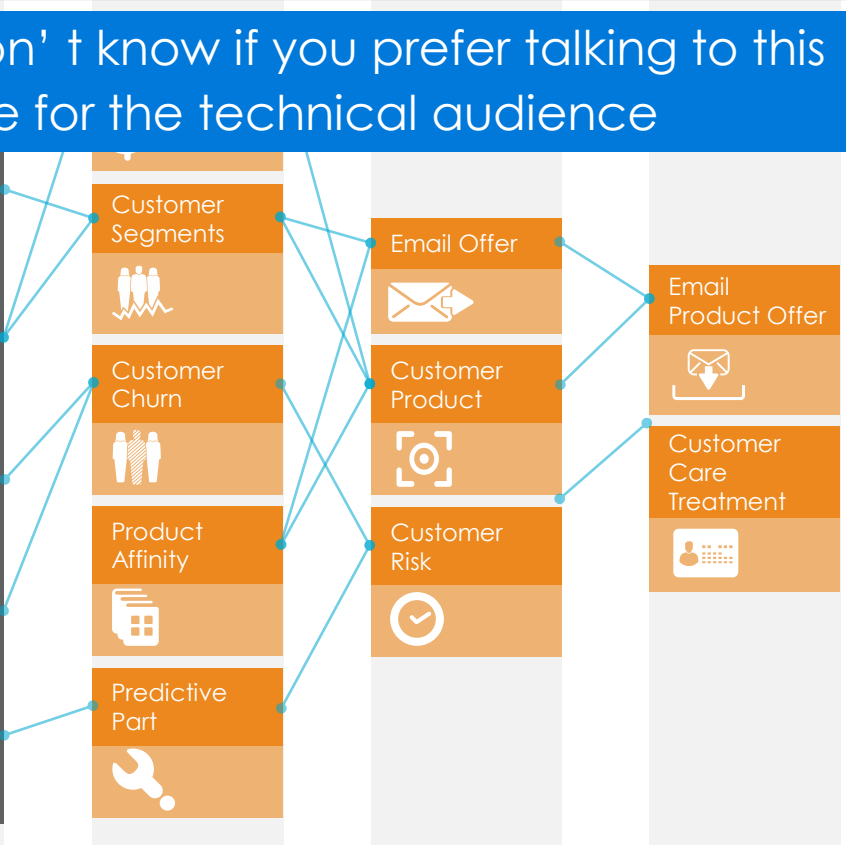 n’ t know if you prefer talking to this
e for the technical audience
Customer
Segments
Customer
Churn
Product
Affinity
Predictive
Part
Email Offer
Customer
Product
Customer
Risk
Email
Product Offer
Customer
Care
Treatment